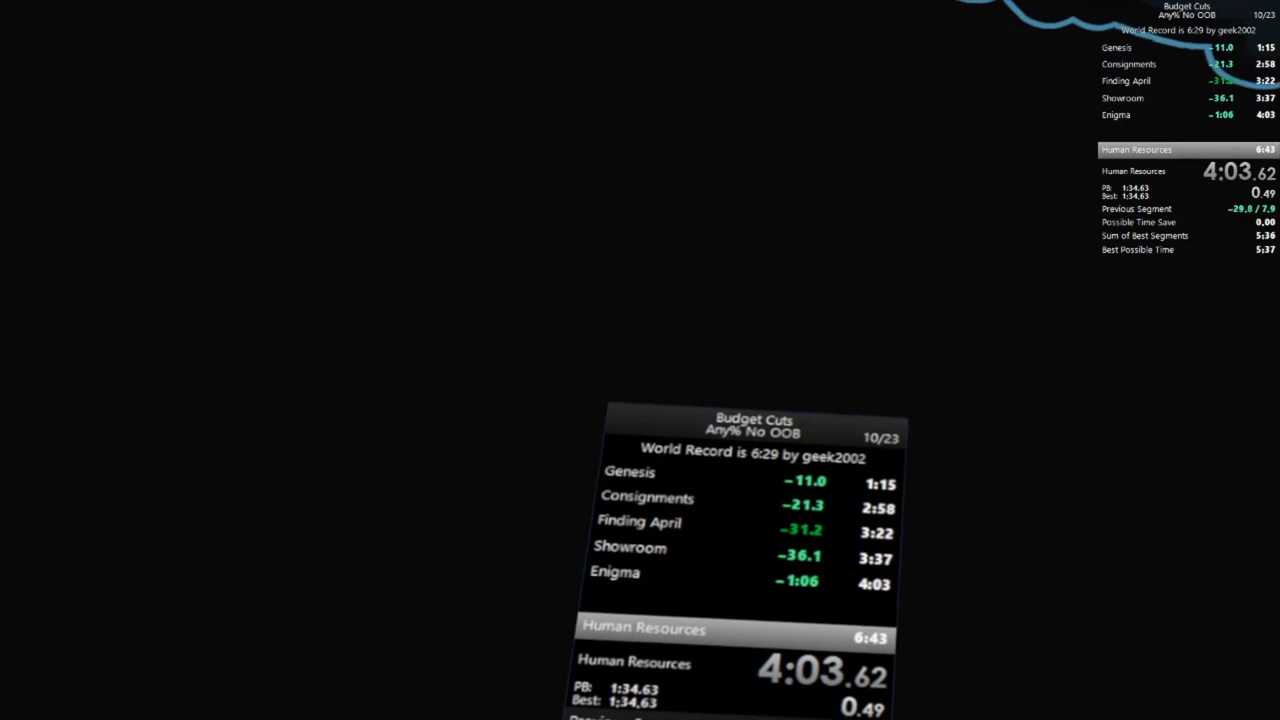 Budget Cuts
Any% No OOB 10/23
World Record is 6:29 by geek2002
Genesis -11.0 1:15
Consignments -21.3 2:58
Finding April -31.2 3:22
Showroom -36.1 3:37
Enigma -1:06 4:03
Human Resources 6:43
Human Resources 4:03.62
PB: 1:34.63
Best: 1:34.63 0.49
Previous Segment -29.8 / 7.9
Possible Time Save 0.00
Sum of Best Segments 5:36
Best Possible Time 5:37
Budget Cuts
Any% No OOB 10/23
World Record is 6:29 by geek2002
Genesis -11.0 1:15
Consignments -21.3 2:58
Finding April -31.2 3:22
Showroom -36.1 3:37
Enigma -1:06 4:03
Human Resources 6:43
Human Resources 4:03.62
PB: 1:34.63
Best: 1:34.63 0.49